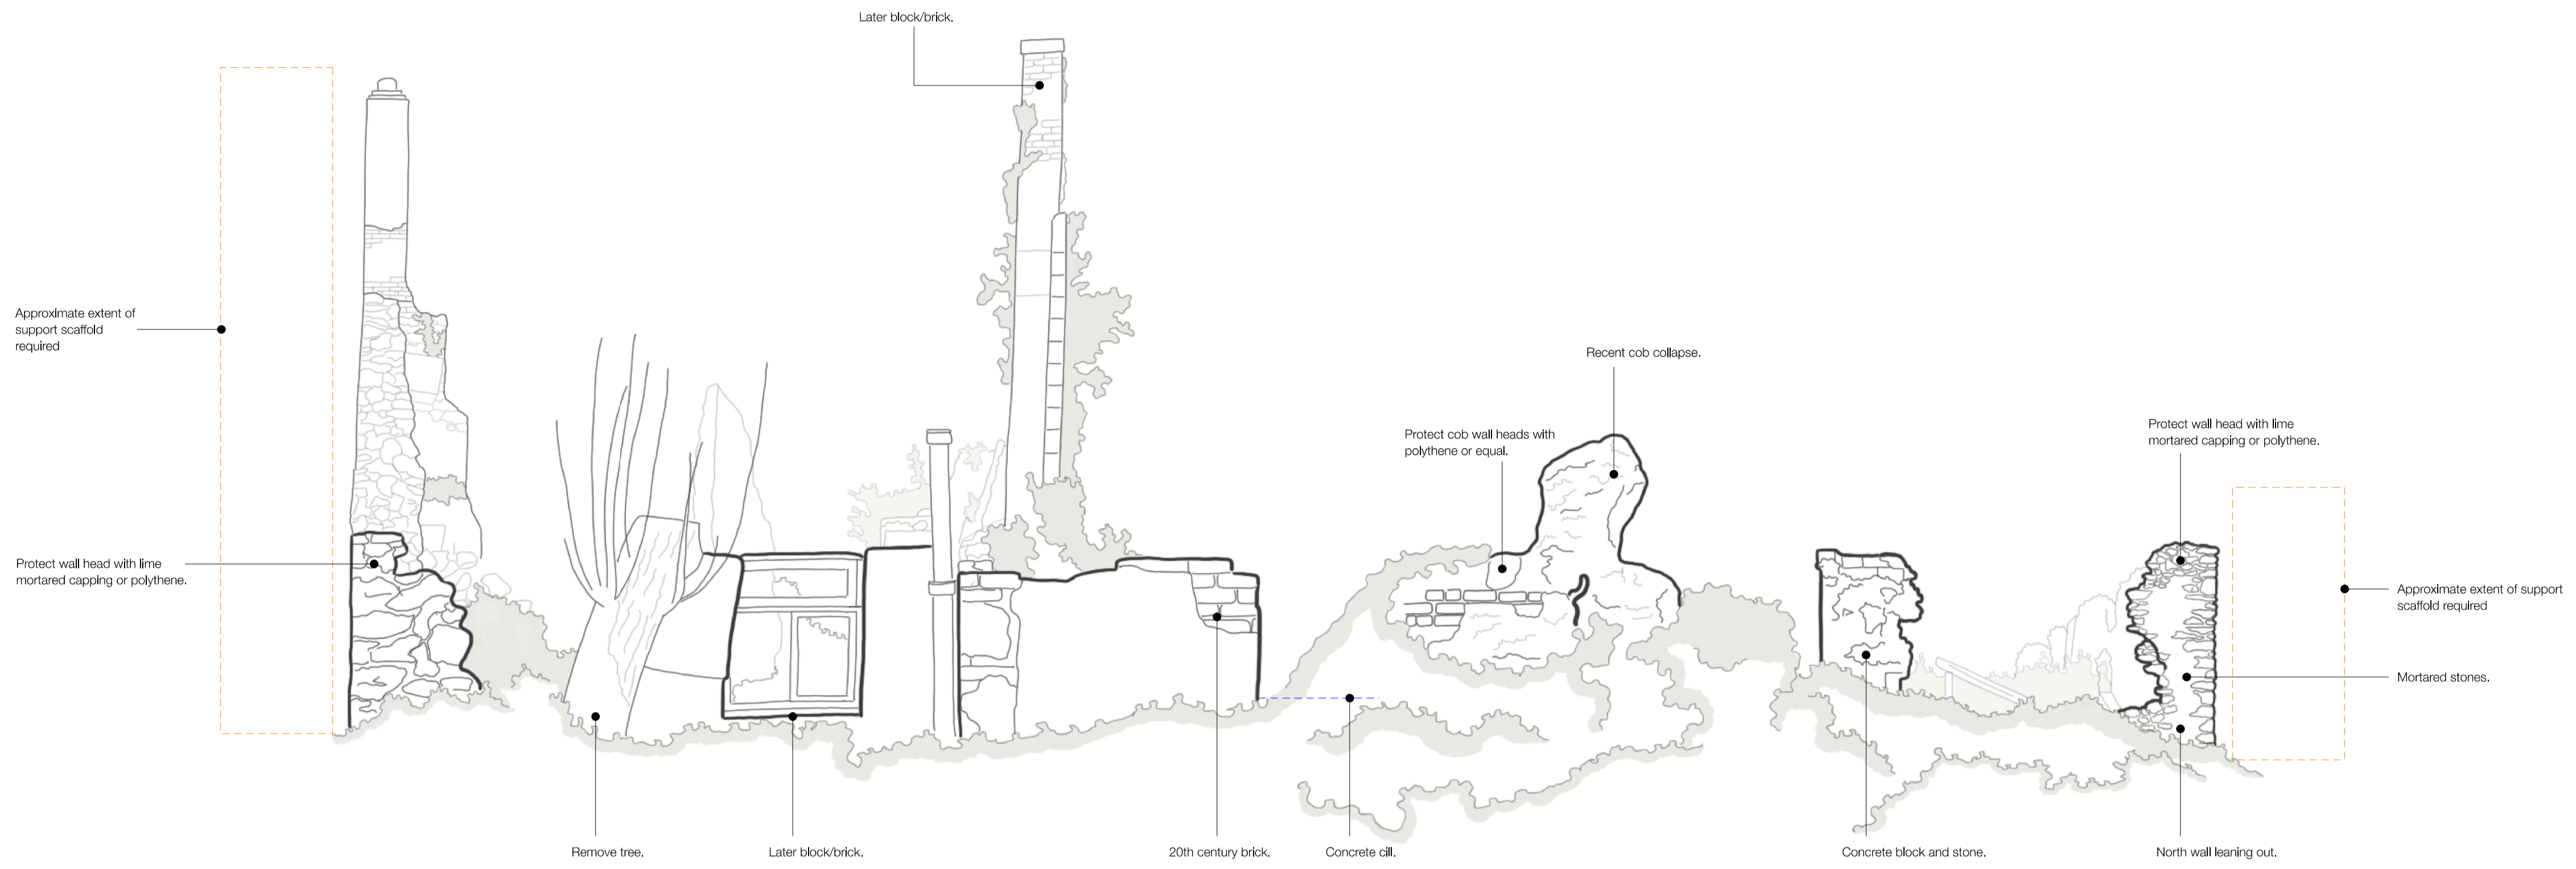 Later block/brick.
Approximate extent of
support scaffold
required
Recent cob collapse.
Protect cob wall heads with
polythene or equal.
Protect wall head with lime
mortared capping or polythene.
Protect wall head with lime
mortared capping or polythene.
Approximate extent of support
scaffold required
Mortared stones.
Remove tree.
Later block/brick.
20th century brick.
Concrete cill.
Concrete block and stone.
North wall leaning out.